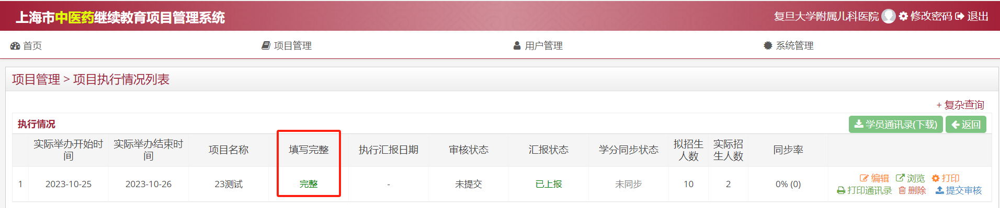 上海市中医药继续教育项目管理系统
复旦大学附属儿科医院 修改密码 退出
首页 项目管理 用户管理 系统管理
项目管理 > 项目执行情况列表
+ 复杂查询
执行情况 学员通讯录(下载) 返回
实际举办开始时间 实际举办结束时间 项目名称 填写完整 执行汇报日期 审核状态 汇报状态 学分同步状态 拟招生人数 实际招生人数 同步率
1 2023-10-25 2023-10-26 23测试 完整 - 未提交 已上报 未同步 10 2 0% (0) 编辑 浏览 打印
打印通讯录 删除 提交审核